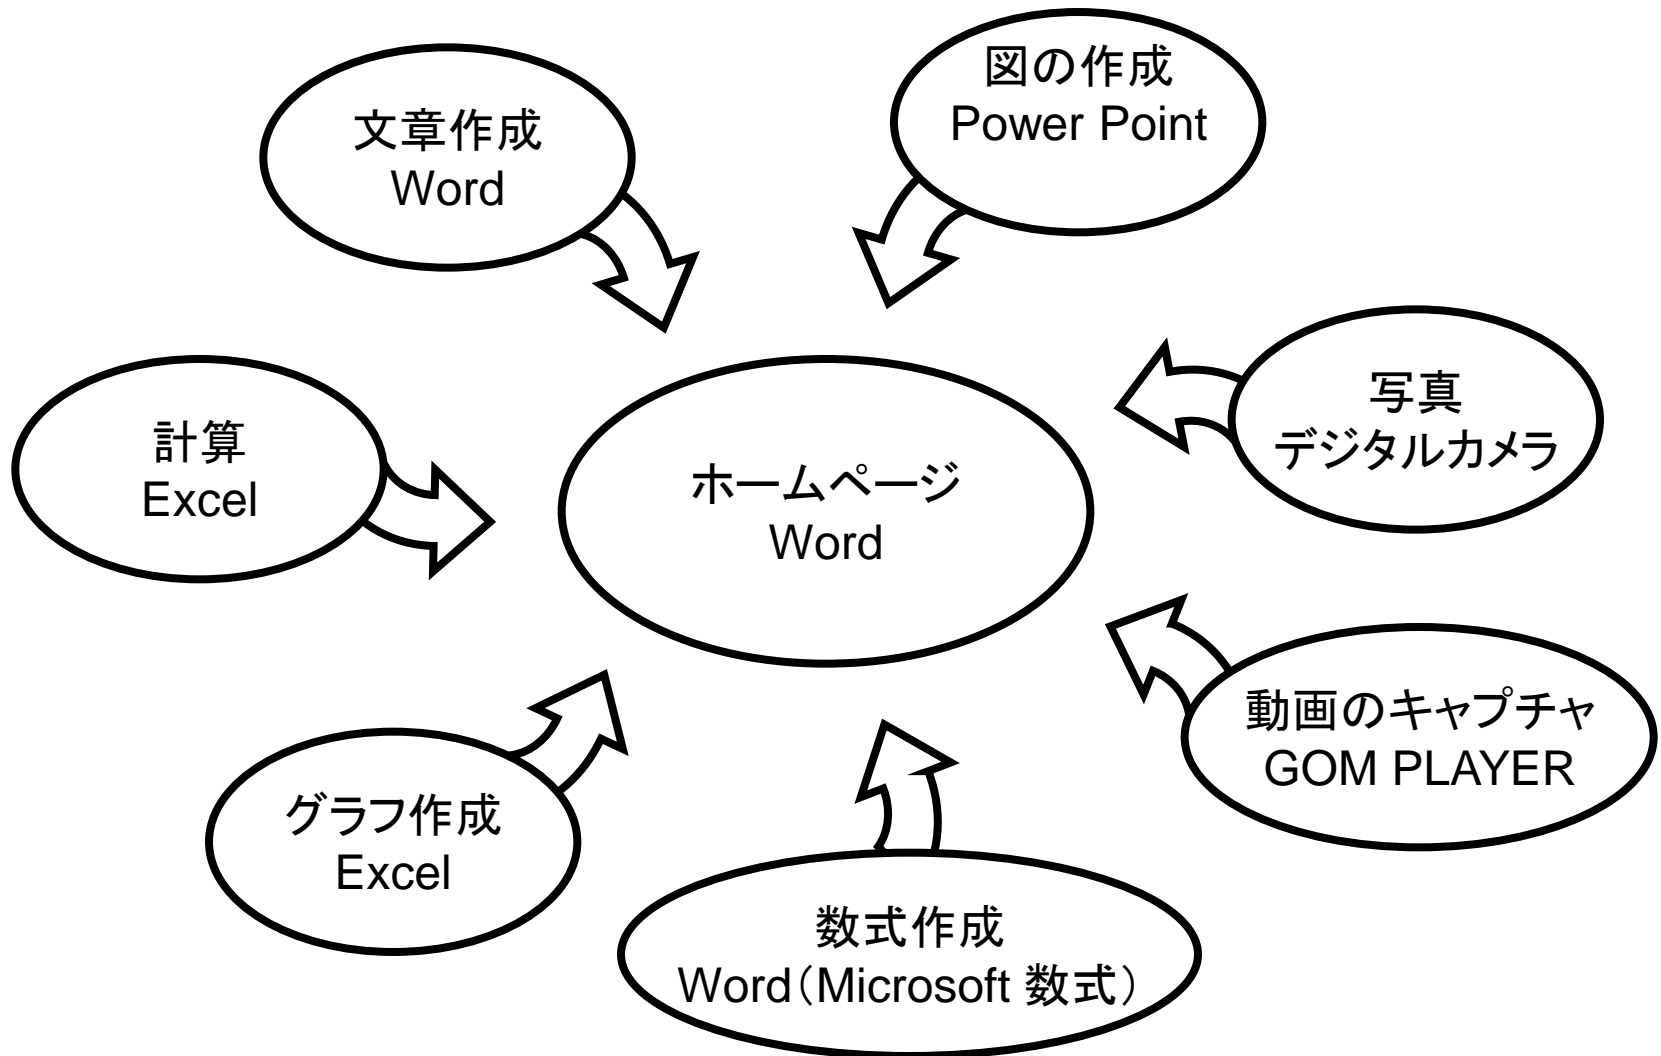 図の作成
Power Point
文章作成
Word
写真
デジタルカメラ
計算
Excel
ホームページ
Word
動画のキャプチャ
GOM PLAYER
グラフ作成
Excel
数式作成
Word（Microsoft 数式）